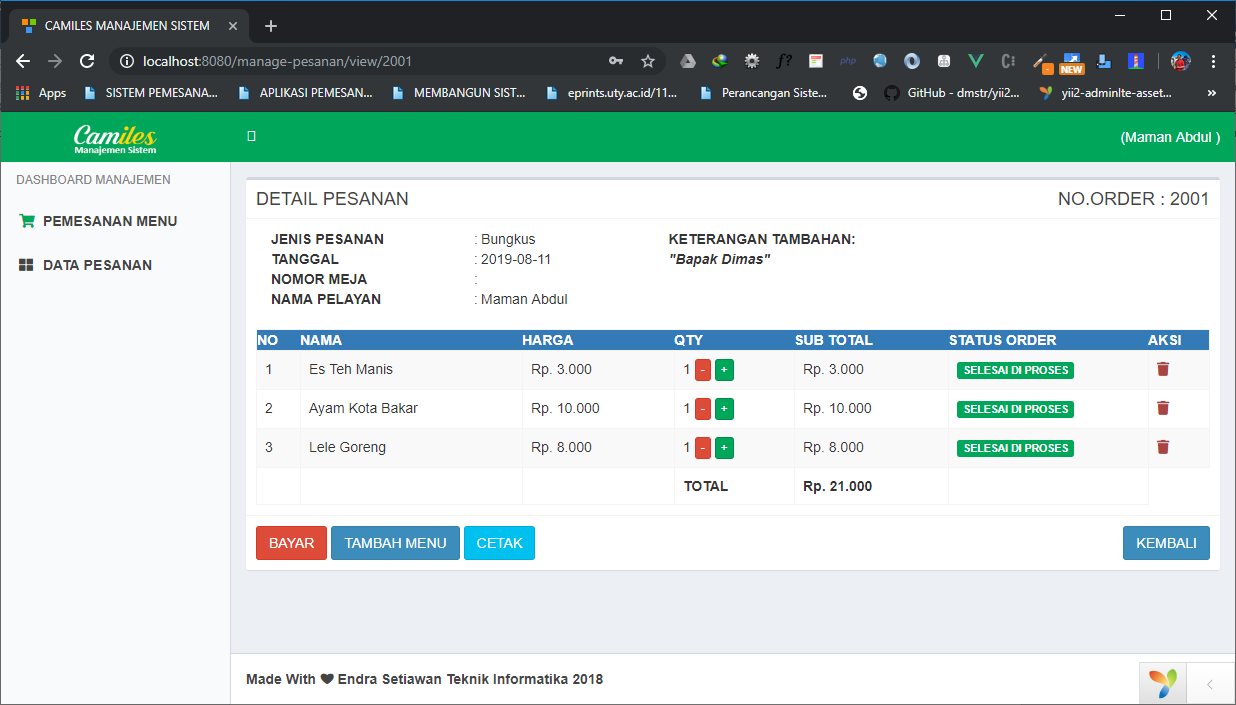 CAMILES MANAJEMEN SISTEM
localhost:8080/manage-pesanan/view/2001
f?
php
C
NEW
Apps
SISTEM PEMESANA...
APLIKASI PEMESAN...
MEMBANGUN SIST...
eprints.uty.ac.id/11...
Perancangan Siste...
GitHub - dmstr/yii2...
yii2-adminlte-asset...
»
Camiles
Manajemen Sistem
(Maman Abdul )
DASHBOARD MANAJEMEN
PEMESANAN MENU
DATA PESANAN
DETAIL PESANAN NO.ORDER : 2001
JENIS PESANAN : Bungkus KETERANGAN TAMBAHAN:
TANGGAL : 2019-08-11 "Bapak Dimas"
NOMOR MEJA :
NAMA PELAYAN : Maman Abdul
NO NAMA HARGA QTY SUB TOTAL STATUS ORDER AKSI
1 Es Teh Manis Rp. 3.000 1 - + Rp. 3.000 SELESAI DI PROSES
2 Ayam Kota Bakar Rp. 10.000 1 - + Rp. 10.000 SELESAI DI PROSES
3 Lele Goreng Rp. 8.000 1 - + Rp. 8.000 SELESAI DI PROSES
TOTAL Rp. 21.000
BAYAR TAMBAH MENU CETAK KEMBALI
Made With ❤ Endra Setiawan Teknik Informatika 2018